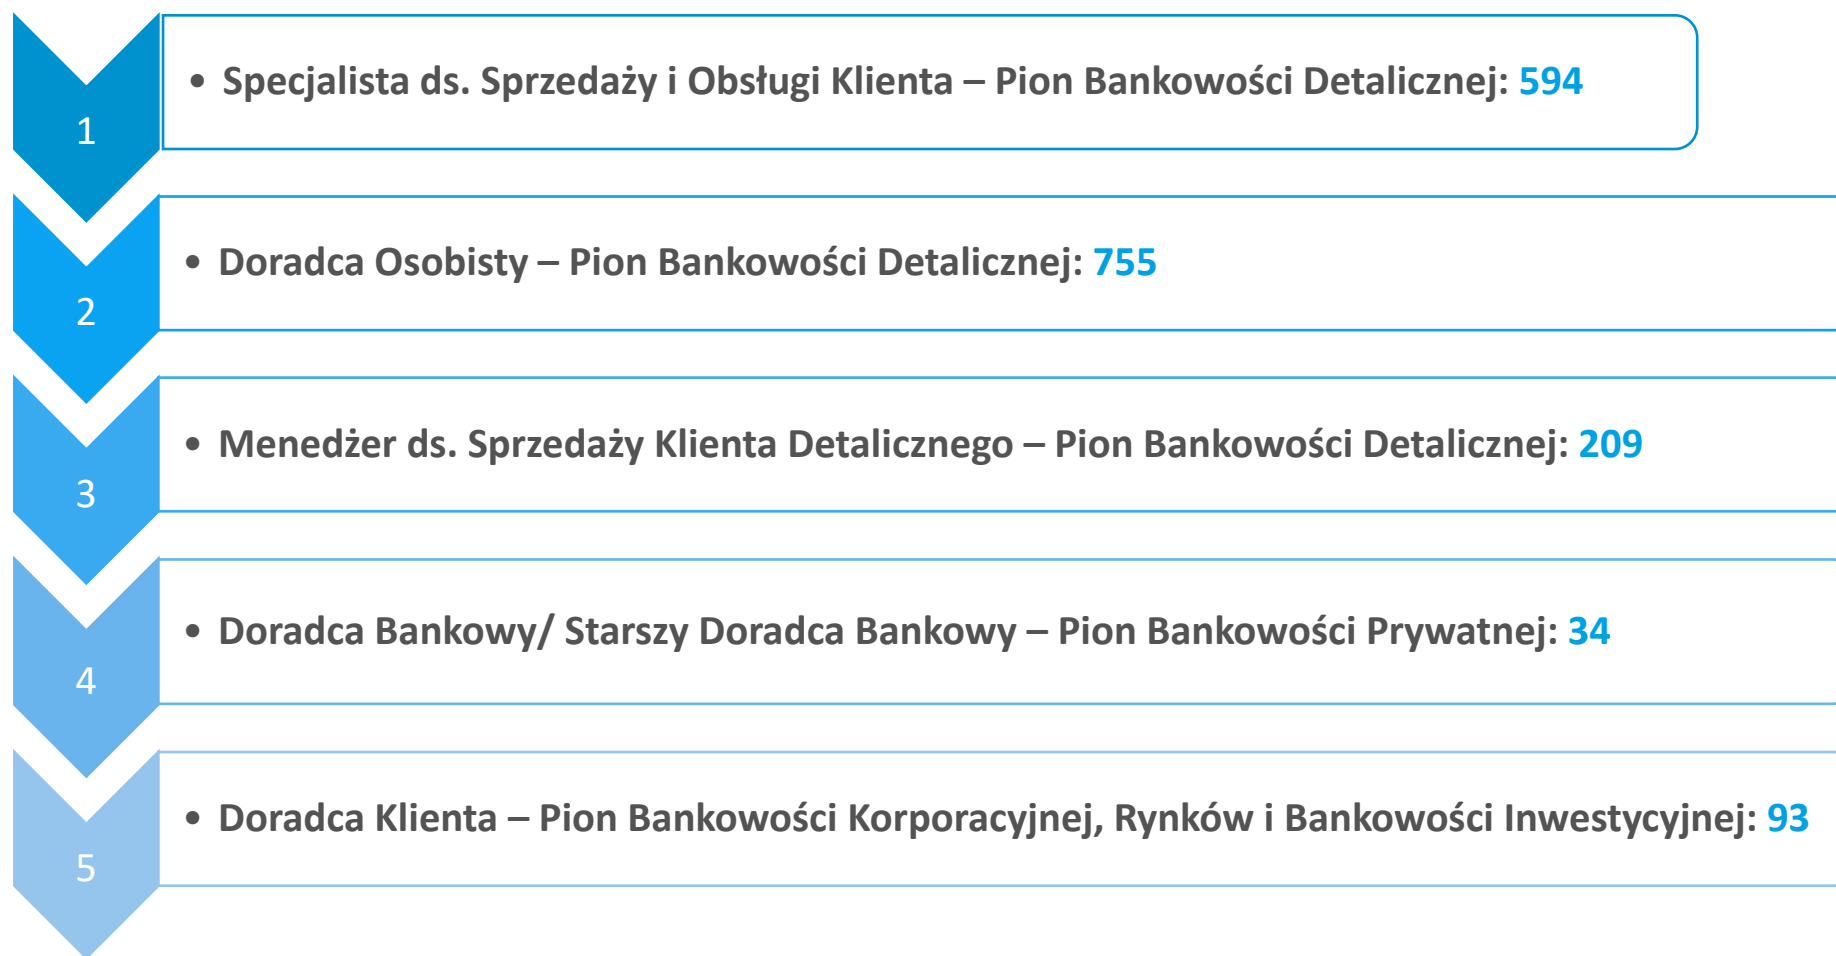 1
• Specjalista ds. Sprzedaży i Obsługi Klienta – Pion Bankowości Detalicznej: 594
2
• Doradca Osobisty – Pion Bankowości Detalicznej: 755
3
• Menedżer ds. Sprzedaży Klienta Detalicznego – Pion Bankowości Detalicznej: 209
4
• Doradca Bankowy/ Starszy Doradca Bankowy – Pion Bankowości Prywatnej: 34
5
• Doradca Klienta – Pion Bankowości Korporacyjnej, Rynków i Bankowości Inwestycyjnej: 93